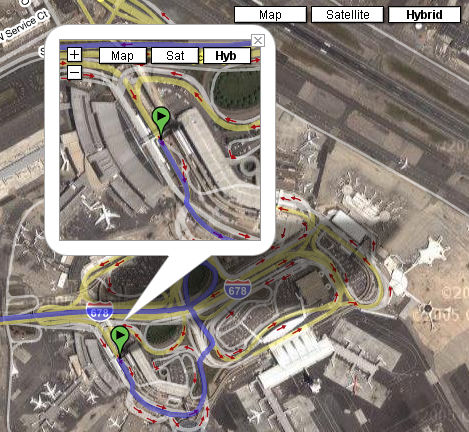 Map Satellite Hybrid
N Service Ct
+ Map Sat Hyb
−
678
678